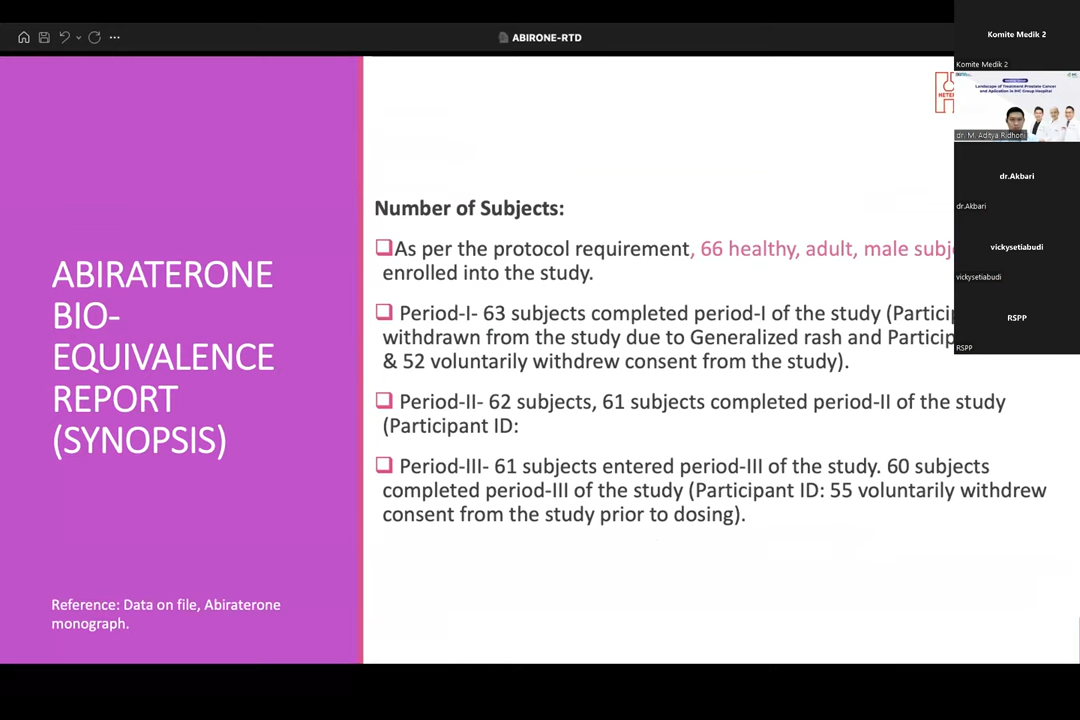 ABIRONE-RTD
Komite Medik 2
Komite Medik 2
Landscape of Treatment Prostate Cancer
and Aplication in IHC Group Hospital
dr. M. Aditya Ridhoni
dr.Akbari
dr.Akbari
vickysetiabudi
vickysetiabudi
RSPP
RSPP
HETER
ABIRATERONE
BIO-
EQUIVALENCE
REPORT
(SYNOPSIS)
Reference: Data on file, Abiraterone
monograph.
Number of Subjects:
As per the protocol requirement, 66 healthy, adult, male subj
enrolled into the study.
Period-I- 63 subjects completed period-I of the study (Particip
withdrawn from the study due to Generalized rash and Particip
& 52 voluntarily withdrew consent from the study).
Period-II- 62 subjects, 61 subjects completed period-II of the study
(Participant ID:
Period-III- 61 subjects entered period-III of the study. 60 subjects
completed period-III of the study (Participant ID: 55 voluntarily withdrew
consent from the study prior to dosing).